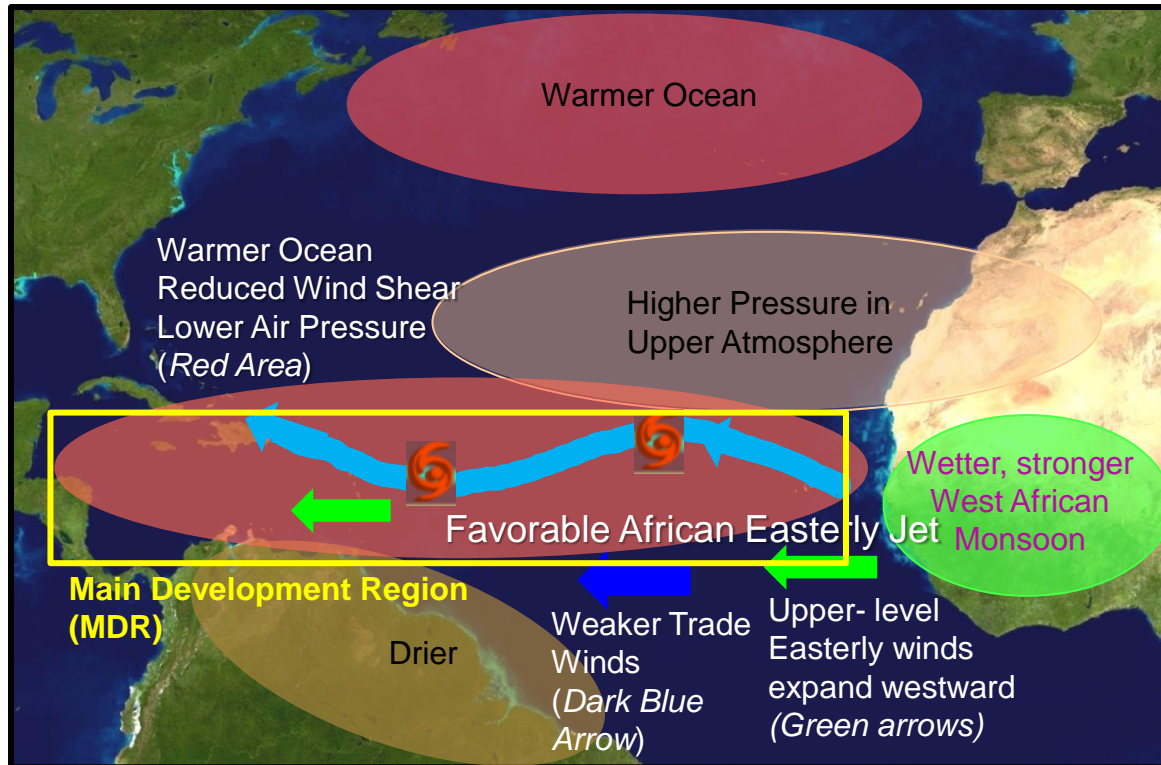 Warmer Ocean
Warmer Ocean
Reduced Wind Shear
Lower Air Pressure
(Red Area)
Higher Pressure in
Upper Atmosphere
Wetter, stronger
West African
Monsoon
Favorable African Easterly Jet
Main Development Region
(MDR)
Drier
Weaker Trade
Winds
(Dark Blue
Arrow)
Upper- level
Easterly winds
expand westward
(Green arrows)